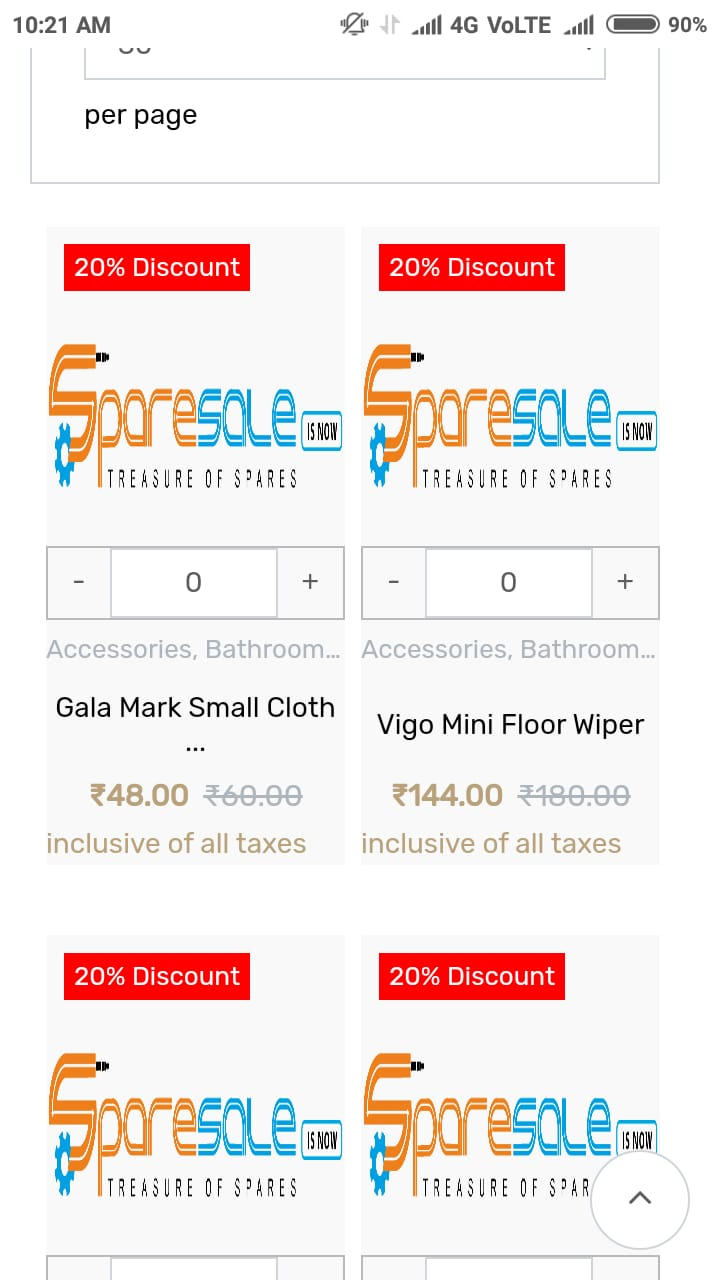 10:21 AM 4G VoLTE 90%
per page
20% Discount 20% Discount
Sparesale IS NOW Sparesale IS NOW
TREASURE OF SPARES TREASURE OF SPARES
- 0 + - 0 +
Accessories, Bathroom... Accessories, Bathroom...
Gala Mark Small Cloth
...
Vigo Mini Floor Wiper
₹48.00 ₹60.00 ₹144.00 ₹180.00
inclusive of all taxes inclusive of all taxes
20% Discount 20% Discount
Sparesale IS NOW Sparesale IS NOW
TREASURE OF SPARES TREASURE OF SPAR